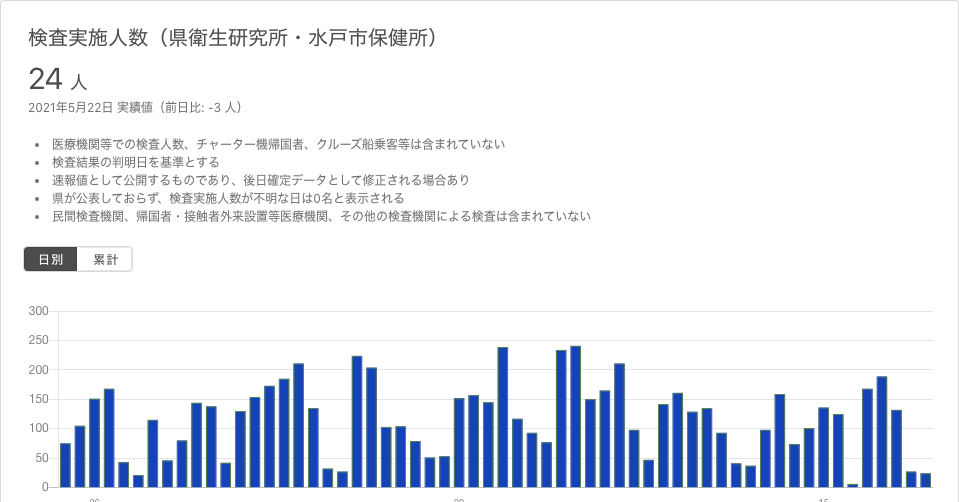 検査実施人数（県衛生研究所・水戸市保健所）
24 人
2021年5月22日 実績値（前日比: -3 人）
• 医療機関等での検査人数、チャーター機帰国者、クルーズ船乗客等は含まれていない
• 検査結果の判明日を基準とする
• 速報値として公開するものであり、後日確定データとして修正される場合あり
• 県が公表しておらず、検査実施人数が不明な日は0名と表示される
• 民間検査機関、帰国者・接触者外来設置等医療機関、その他の検査機関による検査は含まれていない
日別 累計
300
250
200
150
100
50
0